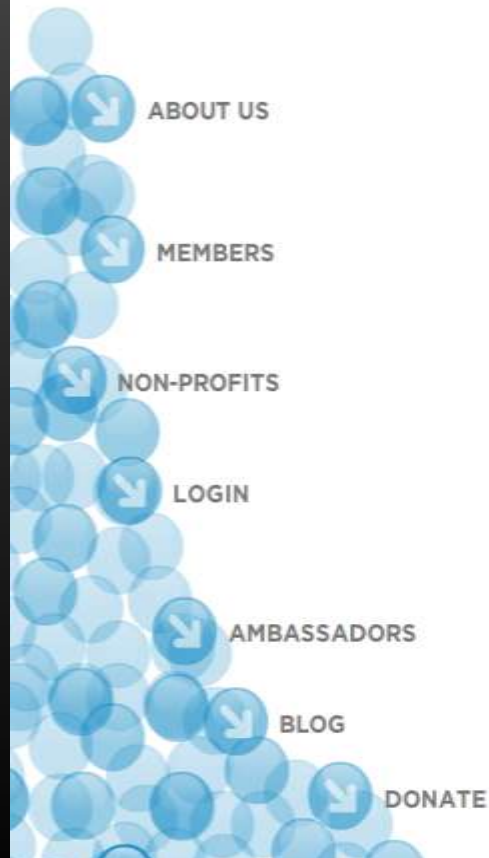 ABOUT US
MEMBERS
NON-PROFITS
LOGIN
AMBASSADORS
BLOG
DONATE